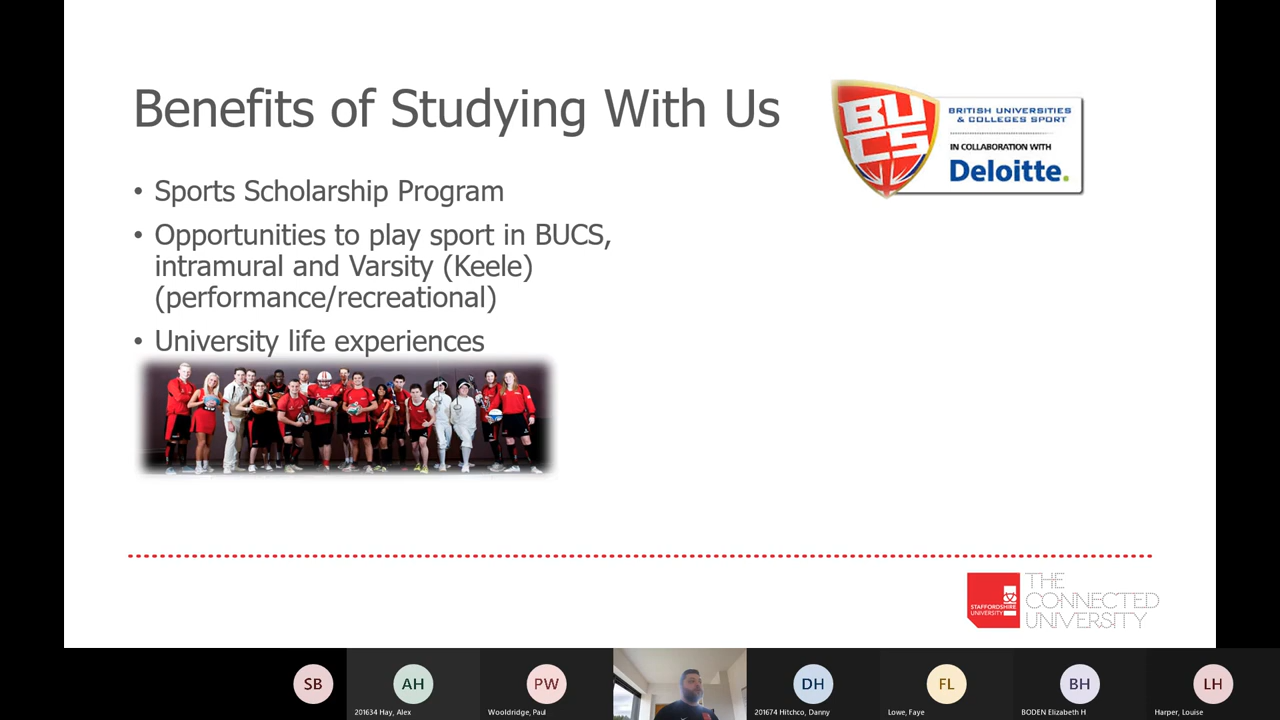 Benefits of Studying With Us
BUCS
BRITISH UNIVERSITIES
& COLLEGES SPORT
IN COLLABORATION WITH
Deloitte.
• Sports Scholarship Program
• Opportunities to play sport in BUCS,
intramural and Varsity (Keele)
(performance/recreational)
• University life experiences
STAFFORDSHIRE
UNIVERSITY
THE
CONNECTED
UNIVERSITY
SB
AH
PW
DH
FL
BH
LH
201634 Hay, Alex
Wooldridge, Paul
201674 Hitchco, Danny
Lowe, Faye
BODEN Elizabeth H
Harper, Louise